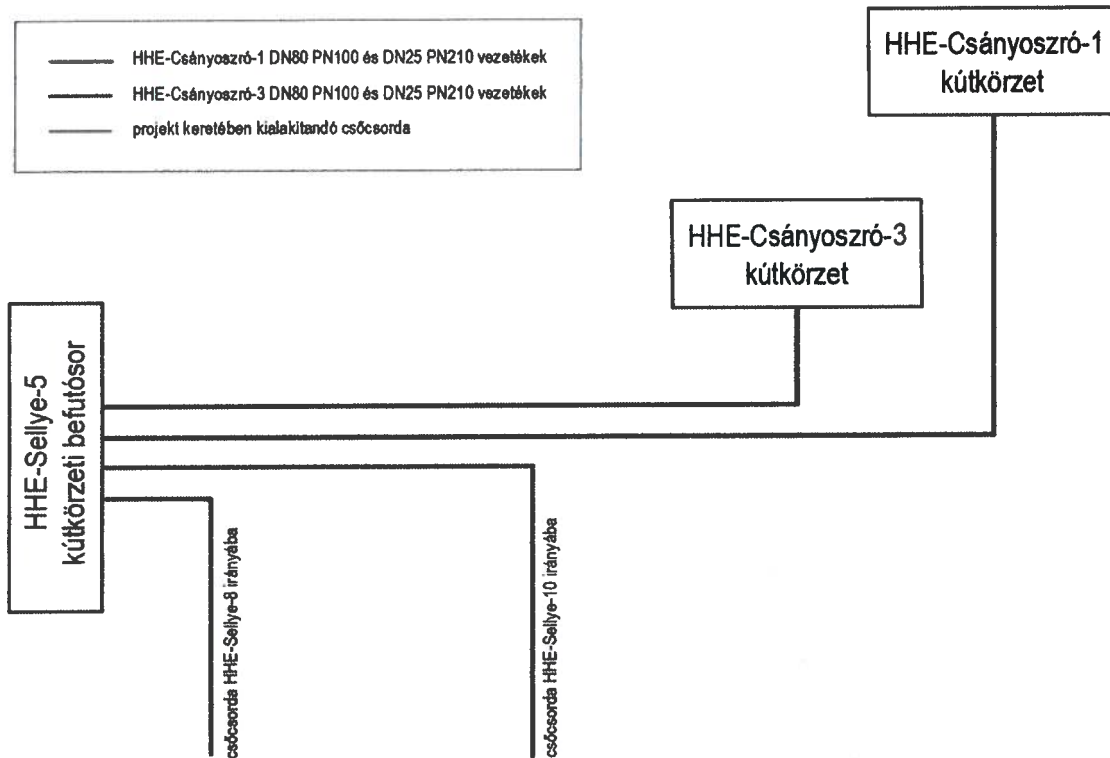 HHE-Csányoszró-1 DN80 PN100 és DN25 PN210 vezetékek
HHE-Csányoszró-3 DN80 PN100 és DN25 PN210 vezetékek
projekt keretében kialakitandó csőcsorda
HHE-Csányoszró-1
kútkörzet
HHE-Csányoszró-3
kútkörzet
HHE-Sellye-5
kútkörzeti befutósor
csőcsorda HHE-Sellye-8 irányába
csőcsorda HHE-Sellye-10 irányába